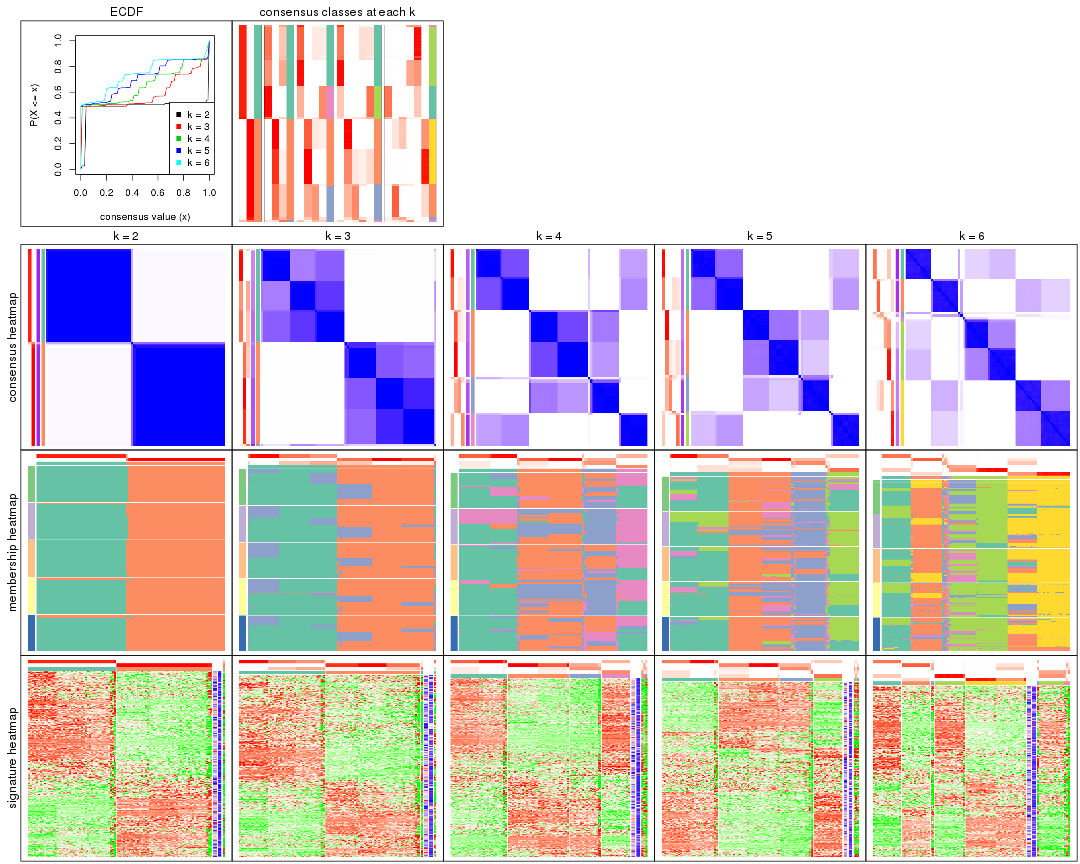 ECDF
consensus classes at each k
P(X <= x)
1.0
0.8
0.6
0.4
0.2
0.0
k = 2
k = 3
k = 4
k = 5
k = 6
0.0 0.2 0.4 0.6 0.8 1.0
consensus value (x)
k = 2 k = 3 k = 4 k = 5 k = 6
consensus heatmap
membership heatmap
signature heatmap